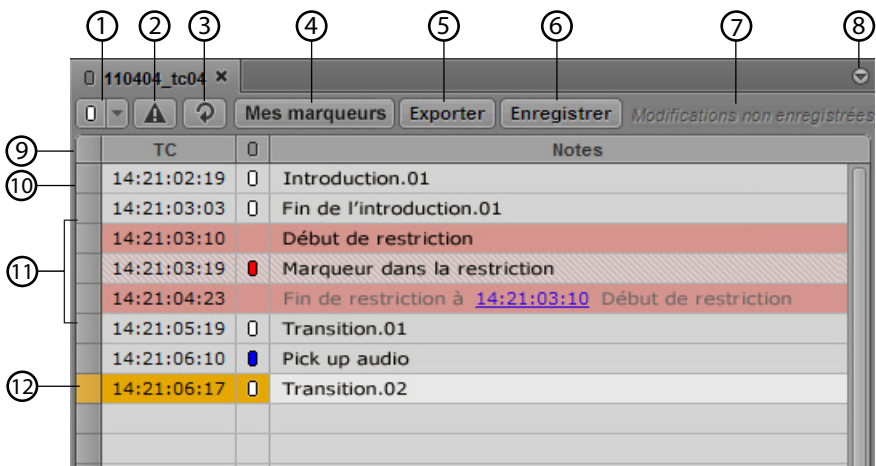 1 2 3 4 5 6 7 8
110404_tc04 ×
Mes marqueurs Exporter Enregistrer Modifications non enregistrées
9 TC Notes
10 14:21:02:19 Introduction.01
14:21:03:03 Fin de l'introduction.01
14:21:03:10 Début de restriction
11 14:21:03:19 Marqueur dans la restriction
14:21:04:23 Fin de restriction à 14:21:03:10 Début de restriction
14:21:05:19 Transition.01
14:21:06:10 Pick up audio
12 14:21:06:17 Transition.02